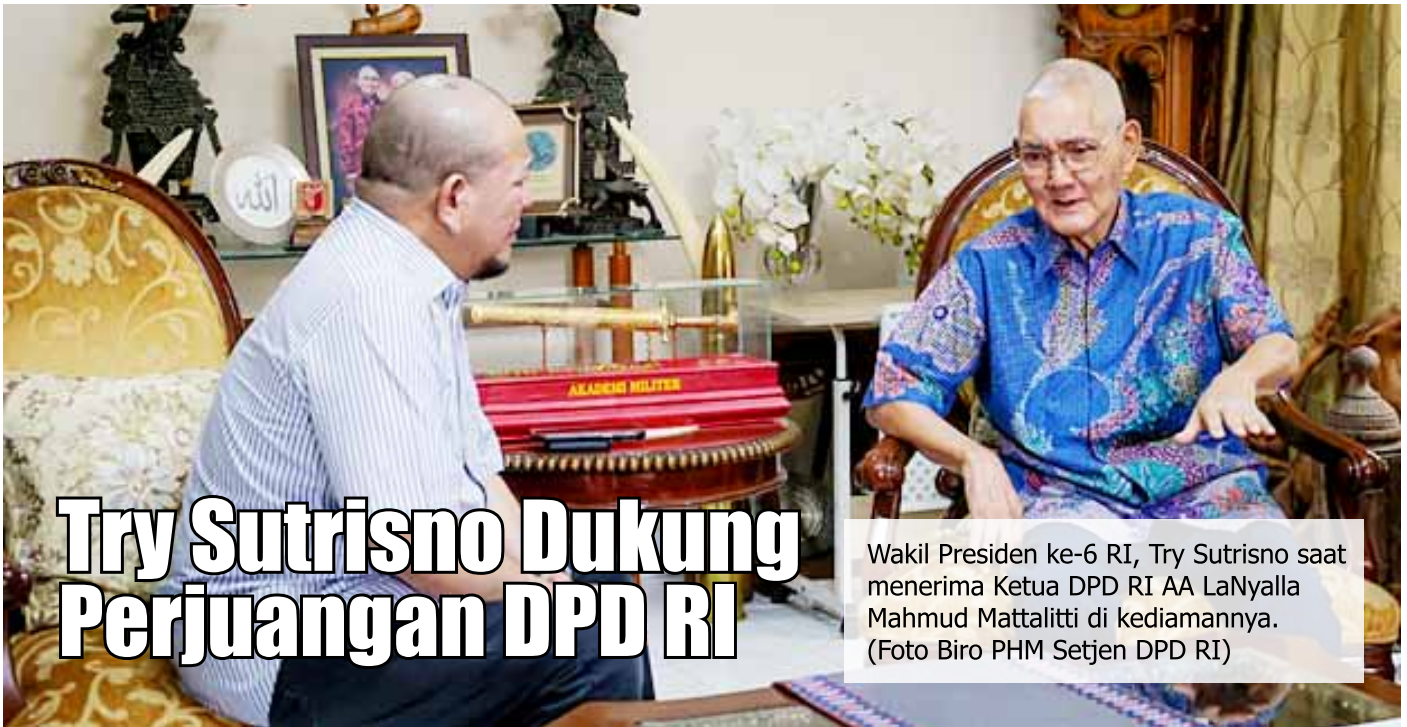 الله
AKADEMI MILITER
Try Sutrisno Dukung
Perjuangan DPD RI
Wakil Presiden ke-6 RI, Try Sutrisno saat
menerima Ketua DPD RI AA LaNyalla
Mahmud Mattalitti di kediamannya.
(Foto Biro PHM Setjen DPD RI)